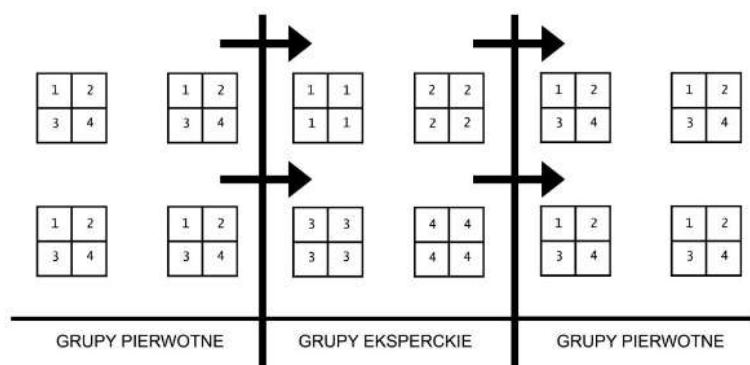 1 2 1 2 1 1 2 2 1 2 1 2
3 4 3 4 1 1 2 2 3 4 3 4
1 2 1 2 3 3 4 4 1 2 1 2
3 4 3 4 3 3 4 4 3 4 3 4
GRUPY PIERWOTNE GRUPY EKSPERCKIE GRUPY PIERWOTNE